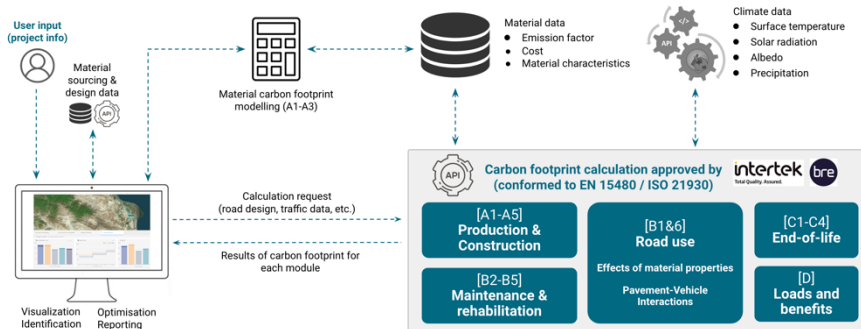 User input
(project info)
Material
sourcing &
design data
API
Material carbon footprint
modelling (A1-A3)
Material data
● Emission factor
● Cost
● Material characteristics
</>
API
Climate data
● Surface temperature
● Solar radiation
● Albedo
● Precipitation
API
Carbon footprint calculation approved by
(conformed to EN 15480 / ISO 21930)
intertek
Total Quality. Assured.
bre
Calculation request
(road design, traffic data, etc.)
Results of carbon footprint for
each module
[A1-A5]
Production &
Construction
[B2-B5]
Maintenance &
rehabilitation
[B1&6]
Road use
Effects of material properties
Pavement-Vehicle
Interactions
[C1-C4]
End-of-life
[D]
Loads and
benefits
Visualization
Identification
Optimisation
Reporting